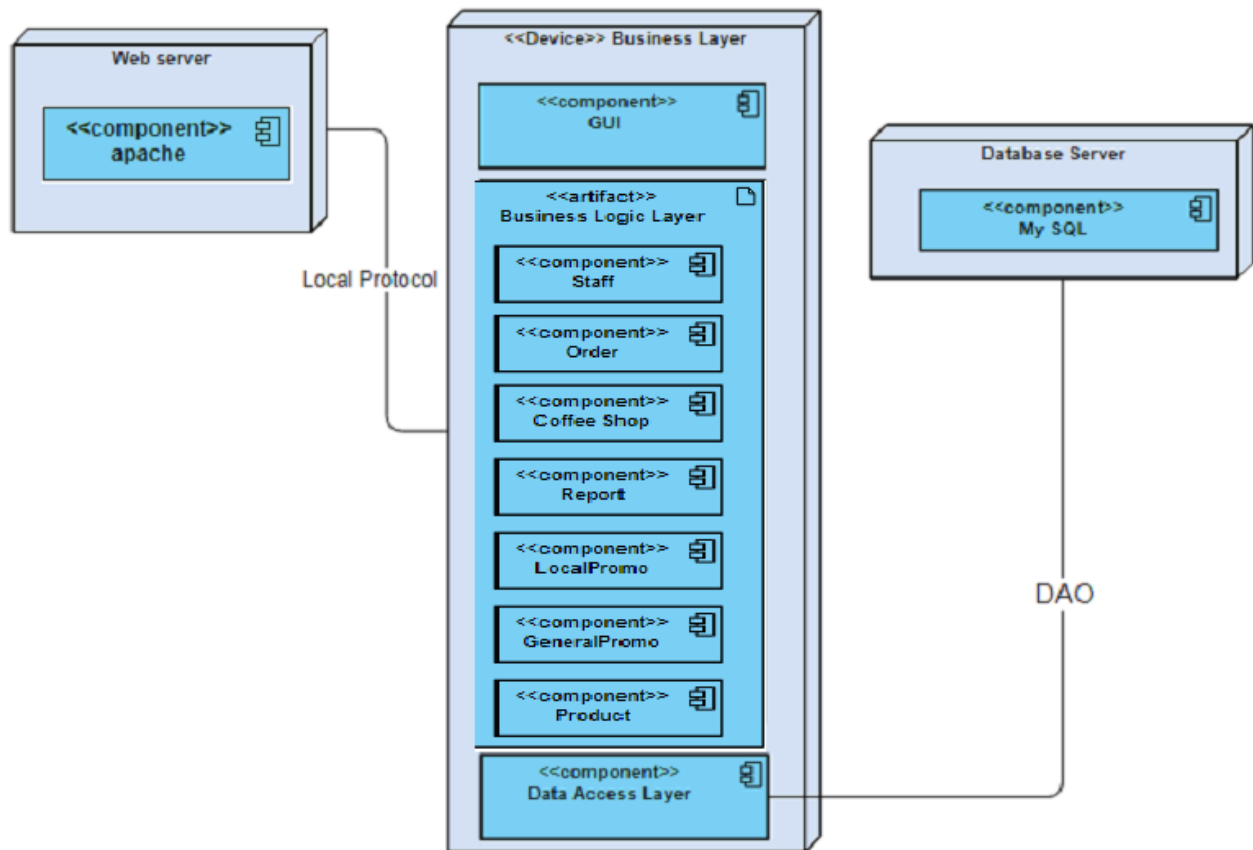 Web server
<<component>>
apache
Local Protocol
<<Device>> Business Layer
<<component>>
GUI
<<artifact>>
Business Logic Layer
<<component>>
Staff
<<component>>
Order
<<component>>
Coffee Shop
<<component>>
Report
<<component>>
LocalPromo
<<component>>
GeneralPromo
<<component>>
Product
<<component>>
Data Access Layer
Database Server
<<component>>
My SQL
DAO